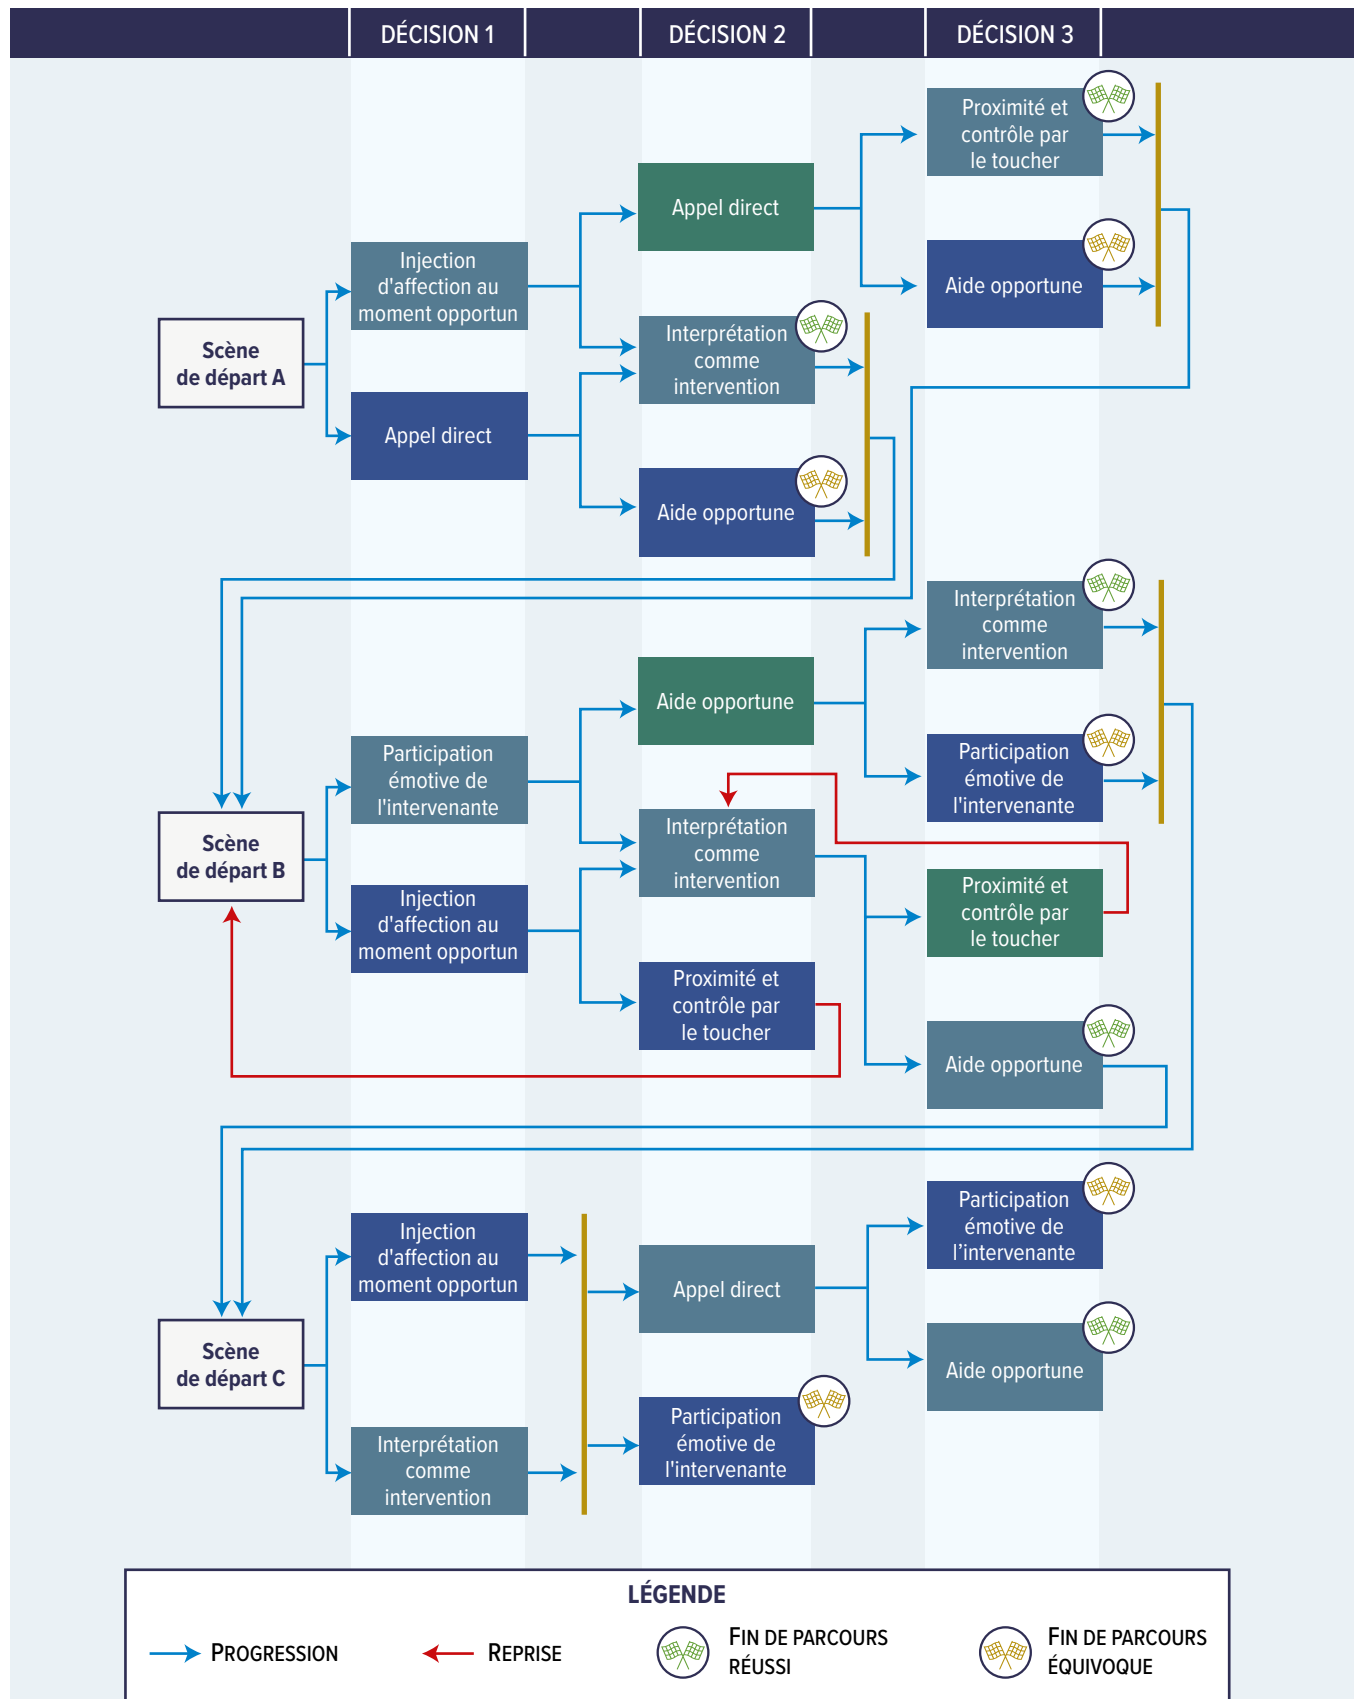 DÉCISION 1
DÉCISION 2
DÉCISION 3
Proximité et
contrôle par
le toucher
Appel direct
Injection
d'affection au
moment opportun
Aide opportune
Scène
de départ A
Interprétation
comme
intervention
Appel direct
Aide opportune
Interprétation
comme
intervention
Aide opportune
Participation
émotive de
l'intervenante
Participation
émotive de
l'intervenante
Scène
de départ B
Interprétation
comme
intervention
Injection
d'affection au
moment opportun
Proximité et
contrôle par
le toucher
Proximité et
contrôle par
le toucher
Aide opportune
Injection
d'affection au
moment opportun
Participation
émotive de
l’intervenante
Appel direct
Scène
de départ C
Aide opportune
Interprétation
comme
intervention
Participation
émotive de
l'intervenante
LÉGENDE
PROGRESSION
REPRISE
FIN DE PARCOURS
RÉUSSI
FIN DE PARCOURS
ÉQUIVOQUE